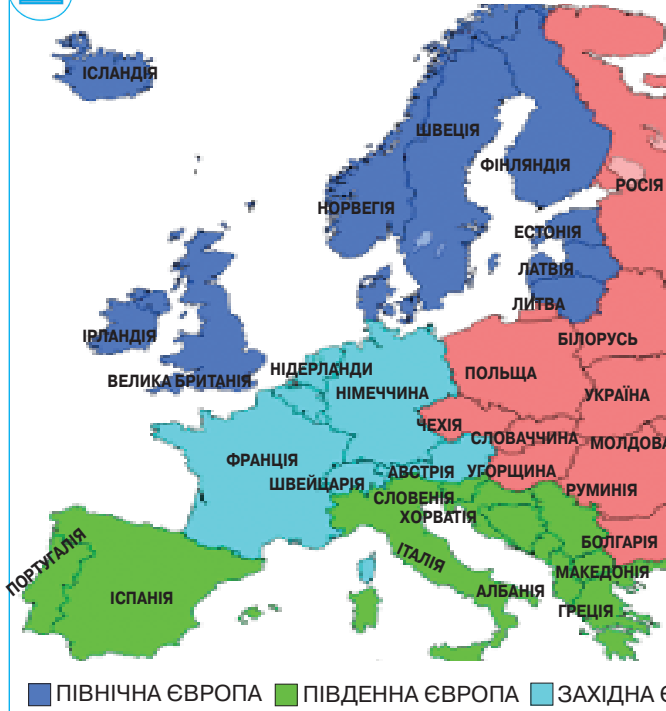 ІСЛАНДІЯ
ШВЕЦІЯ
ФІНЛЯНДІЯ
РОСІЯ
НОРВЕГІЯ
ЕСТОНІЯ
ЛАТВІЯ
ЛИТВА
ІРЛАНДІЯ
БІЛОРУСЬ
НІДЕРЛАНДИ
ВЕЛИКА БРИТАНІЯ
ПОЛЬЩА
НІМЕЧЧИНА
УКРАЇНА
ЧЕХІЯ
СЛОВАЧЧИНА
МОЛДОВА
ФРАНЦІЯ
АВСТРІЯ
УГОРЩИНА
ШВЕЙЦАРІЯ
СЛОВЕНІЯ
РУМИНІЯ
ХОРВАТІЯ
БОЛГАРІЯ
ІТАЛІЯ
ПОРТУГАЛІЯ
МАКЕДОНІЯ
АЛБАНІЯ
ІСПАНІЯ
ГРЕЦІЯ
ПІВНІЧНА ЄВРОПА ПІВДЕННА ЄВРОПА ЗАХІДНА Є